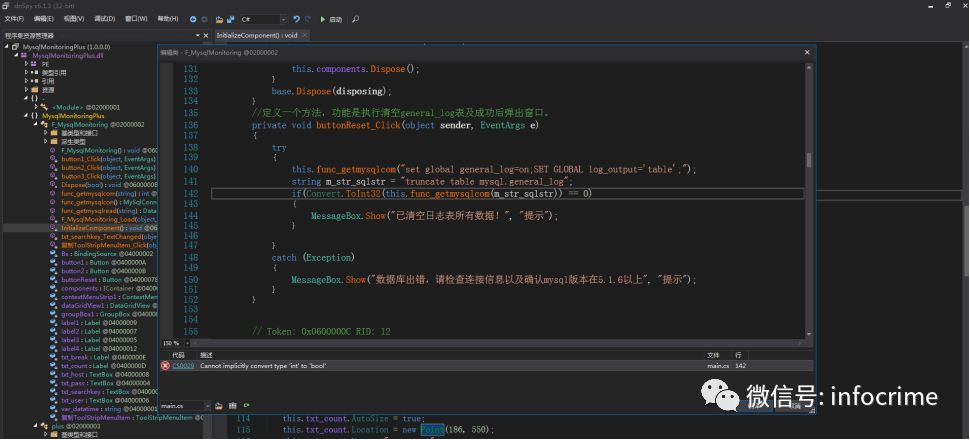 dnSpy v6.1.3 (32-bit)
文件(F) 编辑(E) 视图(V) 调试(D) 窗口(W) 帮助(H) C# 启动
程序集资源管理器
InitializeComponent() : void
MysqlMonitoringPlus (1.0.0.0)
MysqlMonitoringPlus.dll
PE
类型引用
引用
资源
{ } -
<Module> @02000001
{ } MysqlMonitoringPlus
F_MysqlMonitoring @02000002
基类型和接口
派生类型
F_MysqlMonitoring() : void @060
button1_Click(object, EventArgs)
button2_Click(object, EventArgs)
button3_Click(object, EventArgs)
Dispose(bool) : void @06000008
func_getmysqlcom(string) : int @
func_getmysqlcon() : MySqlConn
func_getmysqlread(string) : Data
F_MysqlMonitoring_Load(object,
InitializeComponent() : void @06
txt_searchkey_TextChanged(objec
复制ToolStripMenuItem_Click(obj
Bs : BindingSource @04000002
button1 : Button @0400000A
button2 : Button @0400000B
buttonReset : Button @04000078
components : IContainer @04000
contextMenuStrip1 : ContextMenu
dataGridView1 : DataGridView @
groupBox1 : GroupBox @04000
label1 : Label @04000009
label2 : Label @04000007
label3 : Label @04000005
label4 : Label @04000012
txt_break : Label @0400000E
txt_count : Label @0400000D
txt_host : TextBox @04000008
txt_pass : TextBox @04000004
txt_searchkey : TextBox @04000
txt_user : TextBox @04000006
var_datatime : string @04000001
复制ToolStripMenuItem : ToolStripMenuItem @0
plus @02000003
基类型和接口
编辑类 - F_MysqlMonitoring @02000002
131 this.components.Dispose();
132 }
133 base.Dispose(disposing);
134 }
135 //定义一个方法，功能是执行清空general_log表及成功后弹出窗口。
136 private void buttonReset_Click(object sender, EventArgs e)
137 {
138 try
139 {
140 this.func_getmysqlcom("set global general_log=on;SET GLOBAL log_output='table';");
141 string m_str_sqlstr = "truncate table mysql.general_log";
142 if(Convert.ToInt32(this.func_getmysqlcom(m_str_sqlstr)) == 0)
143 {
144 MessageBox.Show("已清空日志表所有数据！", "提示");
145 }
146
147 }
148 catch (Exception)
149 {
150 MessageBox.Show("数据库出错，请检查连接信息以及确认mysql版本在5.1.6以上", "提示");
151 }
152 }
153
154
155 // Token: 0x0600000C RID: 12
150 %
代码 描述 文件 行
CS0029 Cannot implicitly convert type 'int' to 'bool' main.cs 142
main.cs
114 this.txt_count.AutoSize = true;
115 this.txt_count.Location = new Point(186, 550);
微信号: infocrime